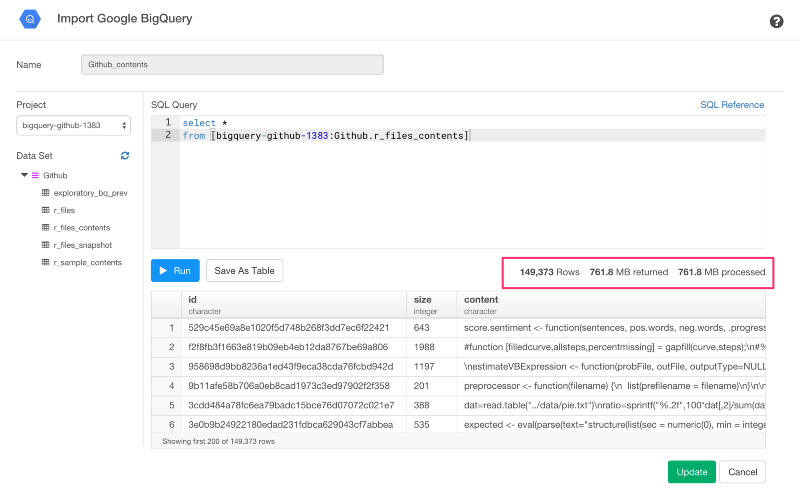 Import Google BigQuery
?
Name
Github_contents
Project
bigquery-github-1383
Data Set
Github
exploratory_bq_prev
r_files
r_files_contents
r_files_snapshot
r_sample_contents
SQL Query
SQL Reference
1 select *
2 from [bigquery-github-1383:Github.r_files_contents]
Run
Save As Table
149,373 Rows 761.8 MB returned 761.8 MB processed
id size content
character integer character
1 529c45e69a8e1020f5d748b268f3dd7ec6f22421 643 score.sentiment <- function(sentences, pos.words, neg.words, .progress
2 f2f8fb3f1663e819b09eb4eb12da8767be69a806 1988 #function [filledcurve,allsteps,percentmissing] = gapfill(curve,steps);\n#%
3 958698d9bb8236a1ed43f9eca38cda76fcbd942d 1197 \nestimateVBExpression <- function(probFile, outFile, outputType=NULL
4 9b11afe58b706a0eb8cad1973c3ed97902f2f358 201 preprocessor <- function(filename) {\n list(prefilename = filename)\n}\n\n
5 3cdd484a78fc6ea79badc15bce76d07072c021e7 388 dat=read.table("../data/pie.txt")\nratio=sprintf("%.2f",100*dat[,2]/sum(da
6 3e0b9b24922180edad231fdbca629043cf7abbea 535 expected <- eval(parse(text="structure(list(sec = numeric(0), min = intege
Showing first 200 of 149,373 rows
Update
Cancel